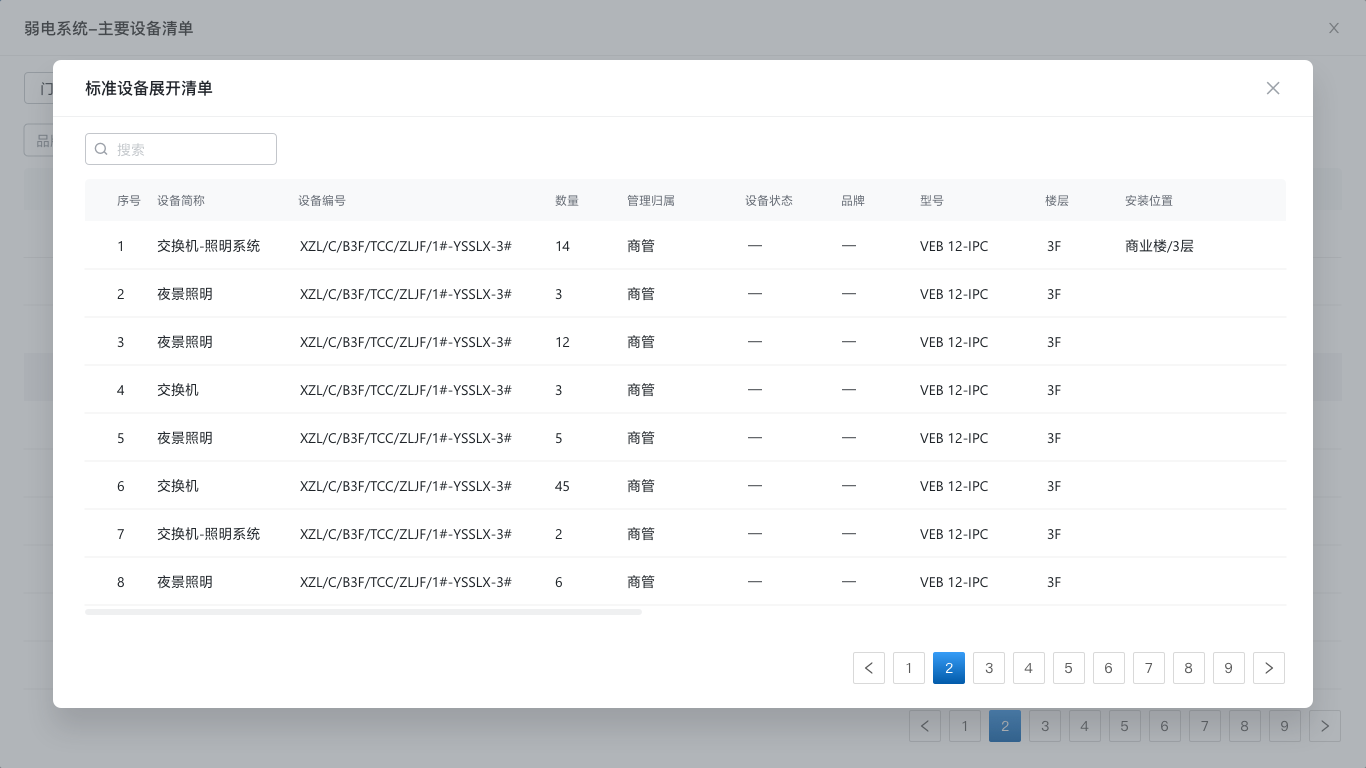 弱电系统-主要设备清单
门
标准设备展开清单
搜索
序号 设备简称 设备编号 数量 管理归属 设备状态 品牌 型号 楼层 安装位置
1 交换机-照明系统 XZL/C/B3F/TCC/ZLJF/1#-YSSLX-3# 14 商管 — — VEB 12-IPC 3F 商业楼/3层
2 夜景照明 XZL/C/B3F/TCC/ZLJF/1#-YSSLX-3# 3 商管 — — VEB 12-IPC 3F
3 夜景照明 XZL/C/B3F/TCC/ZLJF/1#-YSSLX-3# 12 商管 — — VEB 12-IPC 3F
4 交换机 XZL/C/B3F/TCC/ZLJF/1#-YSSLX-3# 3 商管 — — VEB 12-IPC 3F
5 夜景照明 XZL/C/B3F/TCC/ZLJF/1#-YSSLX-3# 5 商管 — — VEB 12-IPC 3F
6 交换机 XZL/C/B3F/TCC/ZLJF/1#-YSSLX-3# 45 商管 — — VEB 12-IPC 3F
7 交换机-照明系统 XZL/C/B3F/TCC/ZLJF/1#-YSSLX-3# 2 商管 — — VEB 12-IPC 3F
8 夜景照明 XZL/C/B3F/TCC/ZLJF/1#-YSSLX-3# 6 商管 — — VEB 12-IPC 3F
1 2 3 4 5 6 7 8 9
1 2 3 4 5 6 7 8 9